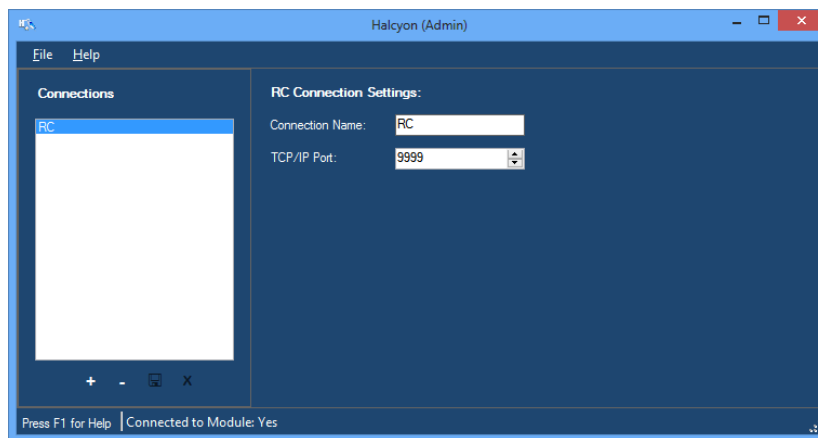 Halcyon (Admin)
File Help
Connections
RC
+ - X
RC Connection Settings:
Connection Name: RC
TCP/IP Port: 9999
Press F1 for Help Connected to Module: Yes